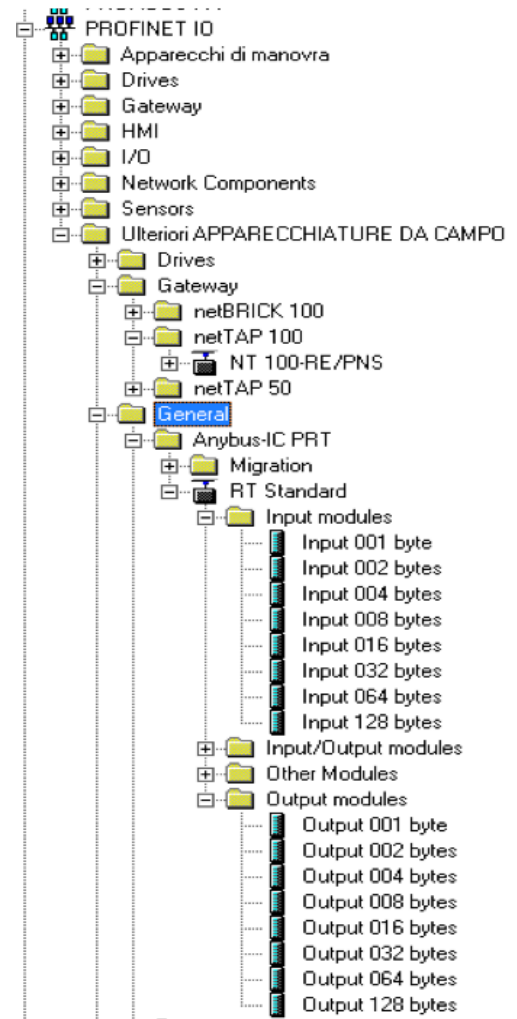 PROFINET IO
Apparecchi di manovra
Drives
Gateway
HMI
I/O
Network Components
Sensors
Ulteriori APPARECCHIATURE DA CAMPO
Drives
Gateway
netBRICK 100
netTAP 100
NT 100-RE/PNS
netTAP 50
General
Anybus-IC PRT
Migration
RT Standard
Input modules
Input 001 byte
Input 002 bytes
Input 004 bytes
Input 008 bytes
Input 016 bytes
Input 032 bytes
Input 064 bytes
Input 128 bytes
Input/Output modules
Other Modules
Output modules
Output 001 byte
Output 002 bytes
Output 004 bytes
Output 008 bytes
Output 016 bytes
Output 032 bytes
Output 064 bytes
Output 128 bytes